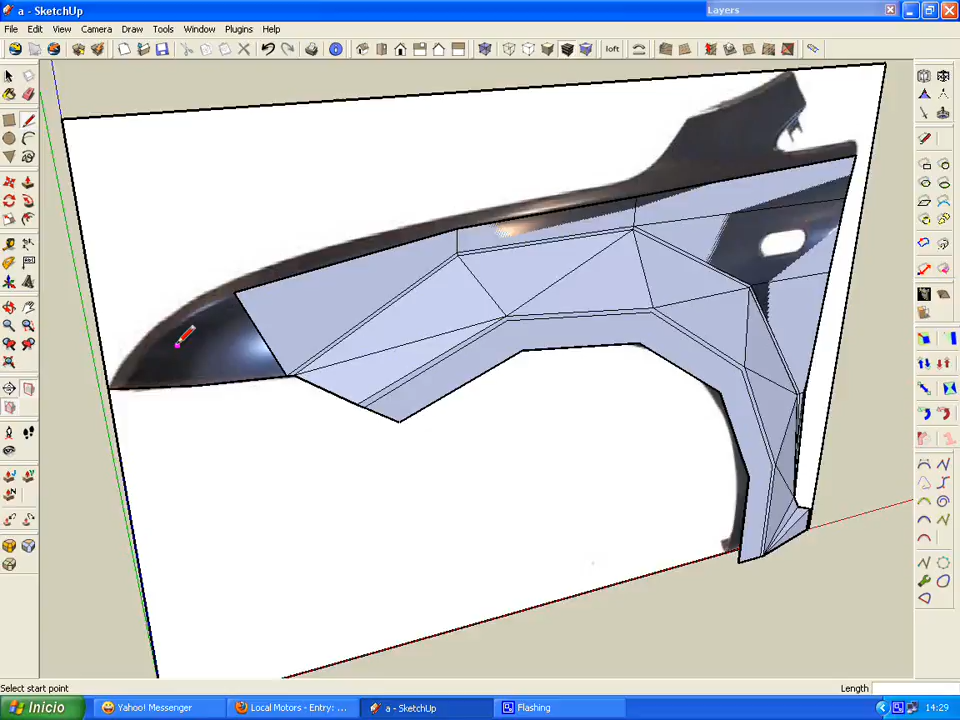 a - SketchUp
Layers
File Edit View Camera Draw Tools Window Plugins Help
loft
Select start point
Length
Inicio
Yahoo! Messenger
Local Motors - Entry: ...
a - SketchUp
Flashing
14:29